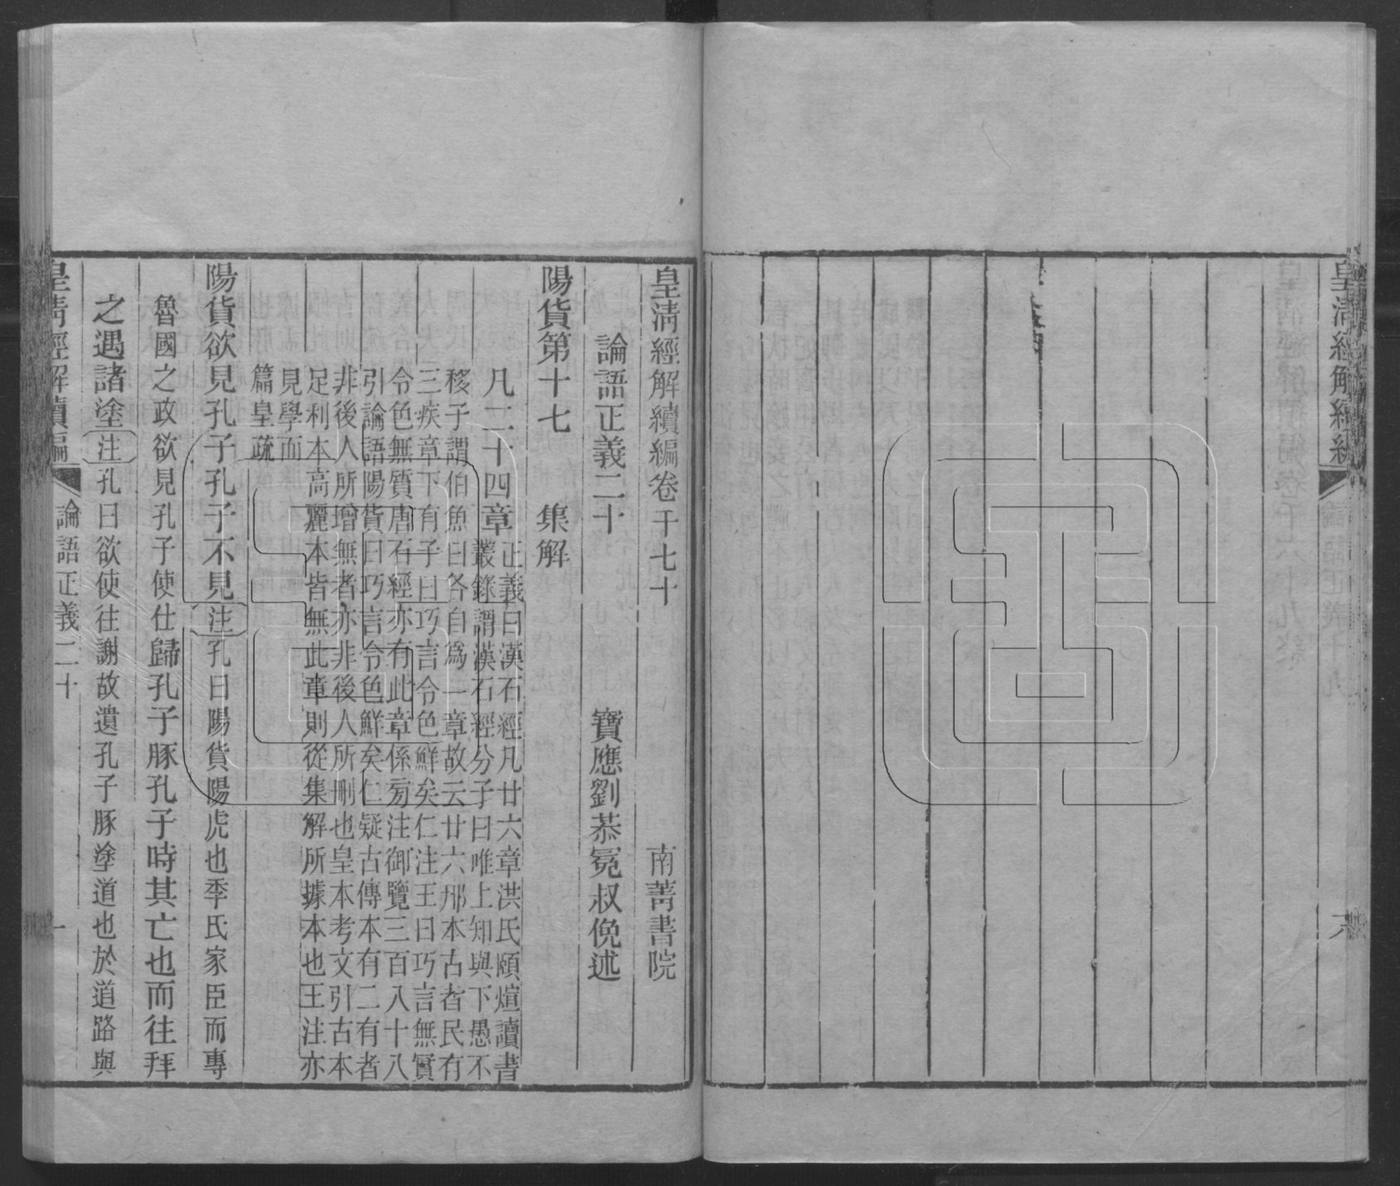 皇清經解續編
論語正義十九
六
皇清經解續編卷千七十 南菁書院
論語正義二十 寶應劉恭冕叔俛述
陽貨第十七 集解
凡二十四章 正義曰漢石經凡廿六章洪氏頤煊讀書
叢錄謂漢石經分子曰唯上知與下愚不
移子謂伯魚曰各自爲一章故云廿六邢本古者民有
三疾章下有子曰巧言令色鮮矣仁注王曰巧言無實
令色無質唐石經亦有此章係旁注御覽三百八十八
引論語陽貨曰巧言令色鮮矣仁疑古傳本有二有者
非後人所增無者亦非後人所刪也皇本考文引古本
足利本高麗本皆無此章則從集解所據本也王注亦
見學而
篇皇疏
陽貨欲見孔子孔子不見注孔曰陽貨陽虎也季氏家臣而專
魯國之政欲見孔子使仕歸孔子豚孔子時其亡也而往拜
之遇諸塗注孔曰欲使往謝故遺孔子豚塗道也於道路與
皇清經解續編 論語正義二十 一